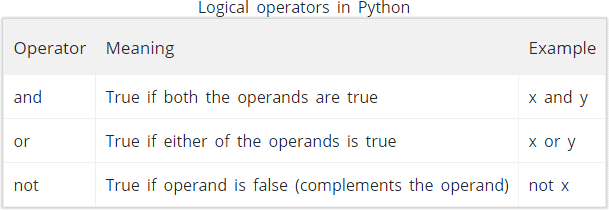 Logical operators in Python
Operator Meaning Example
and True if both the operands are true x and y
or True if either of the operands is true x or y
not True if operand is false (complements the operand) not x